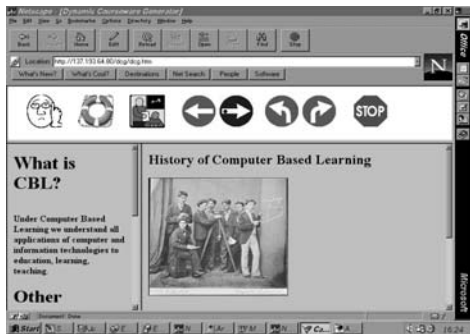 Netscape - [Dynamic Courseware Generator]
File Edit View Go Bookmarks Options Directory Window Help
Back Home Edit Reload Open Find Stop
Location: http://137.193.64.80/dcg/dcg.htm
What's New? What's Cool? Destinations Net Search People Software
N
STOP
What is
CBL?
Under Computer Based
Learning we understand all
applications of computer and
information technologies to
education, learning,
teaching.
Other
History of Computer Based Learning
Document: Done
Start
Office
Microsoft